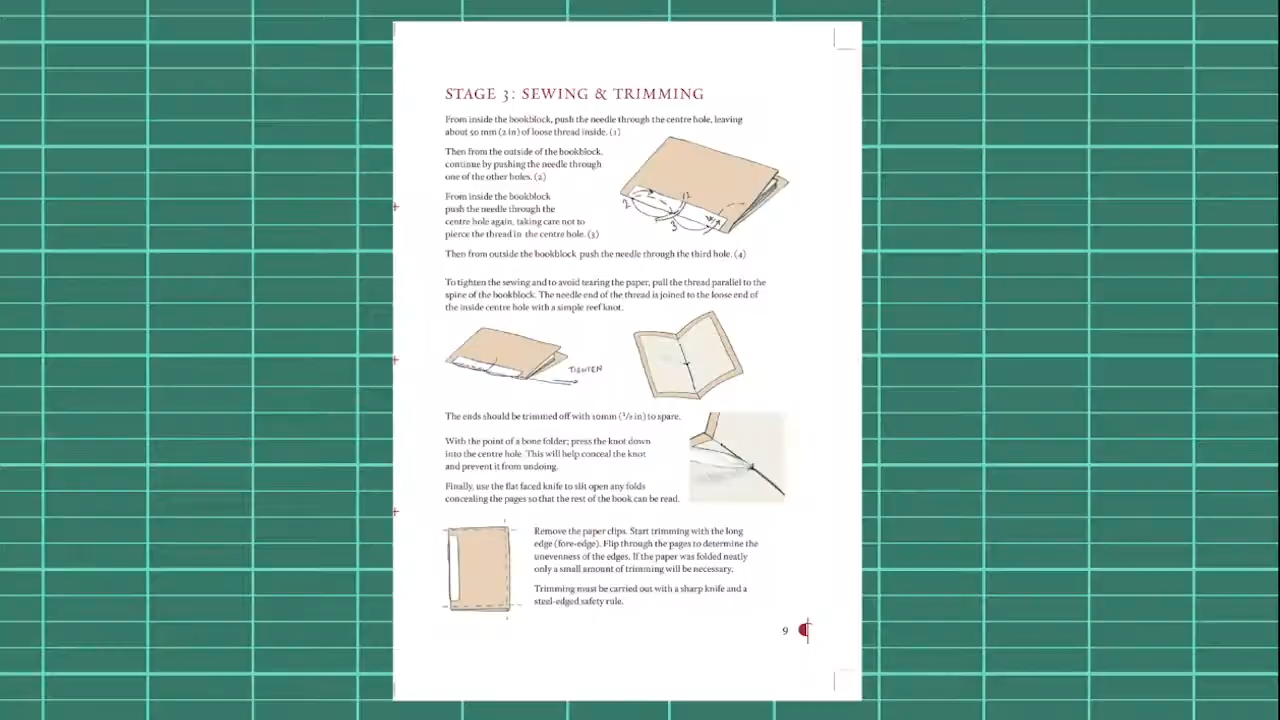 STAGE 3: SEWING & TRIMMING
From inside the bookblock, push the needle through the centre hole, leaving
about 50 mm (2 in) of loose thread inside. (1)
Then from the outside of the bookblock,
continue by pushing the needle through
one of the other holes. (2)
From inside the bookblock
push the needle through the
centre hole again, taking care not to
pierce the thread in the centre hole. (3)
Then from outside the bookblock push the needle through the third hole. (4)
2
1
3
4
To tighten the sewing and to avoid tearing the paper, pull the thread parallel to the
spine of the bookblock. The needle end of the thread is joined to the loose end of
the inside centre hole with a simple reef knot.
TIGHTEN
The ends should be trimmed off with 10mm (1/2 in) to spare.
With the point of a bone folder; press the knot down
into the centre hole. This will help conceal the knot
and prevent it from undoing.
Finally, use the flat faced knife to slit open any folds
concealing the pages so that the rest of the book can be read.
Remove the paper clips. Start trimming with the long
edge (fore-edge). Flip through the pages to determine the
unevenness of the edges. If the paper was folded neatly
only a small amount of trimming will be necessary.
Trimming must be carried out with a sharp knife and a
steel-edged safety rule.
9